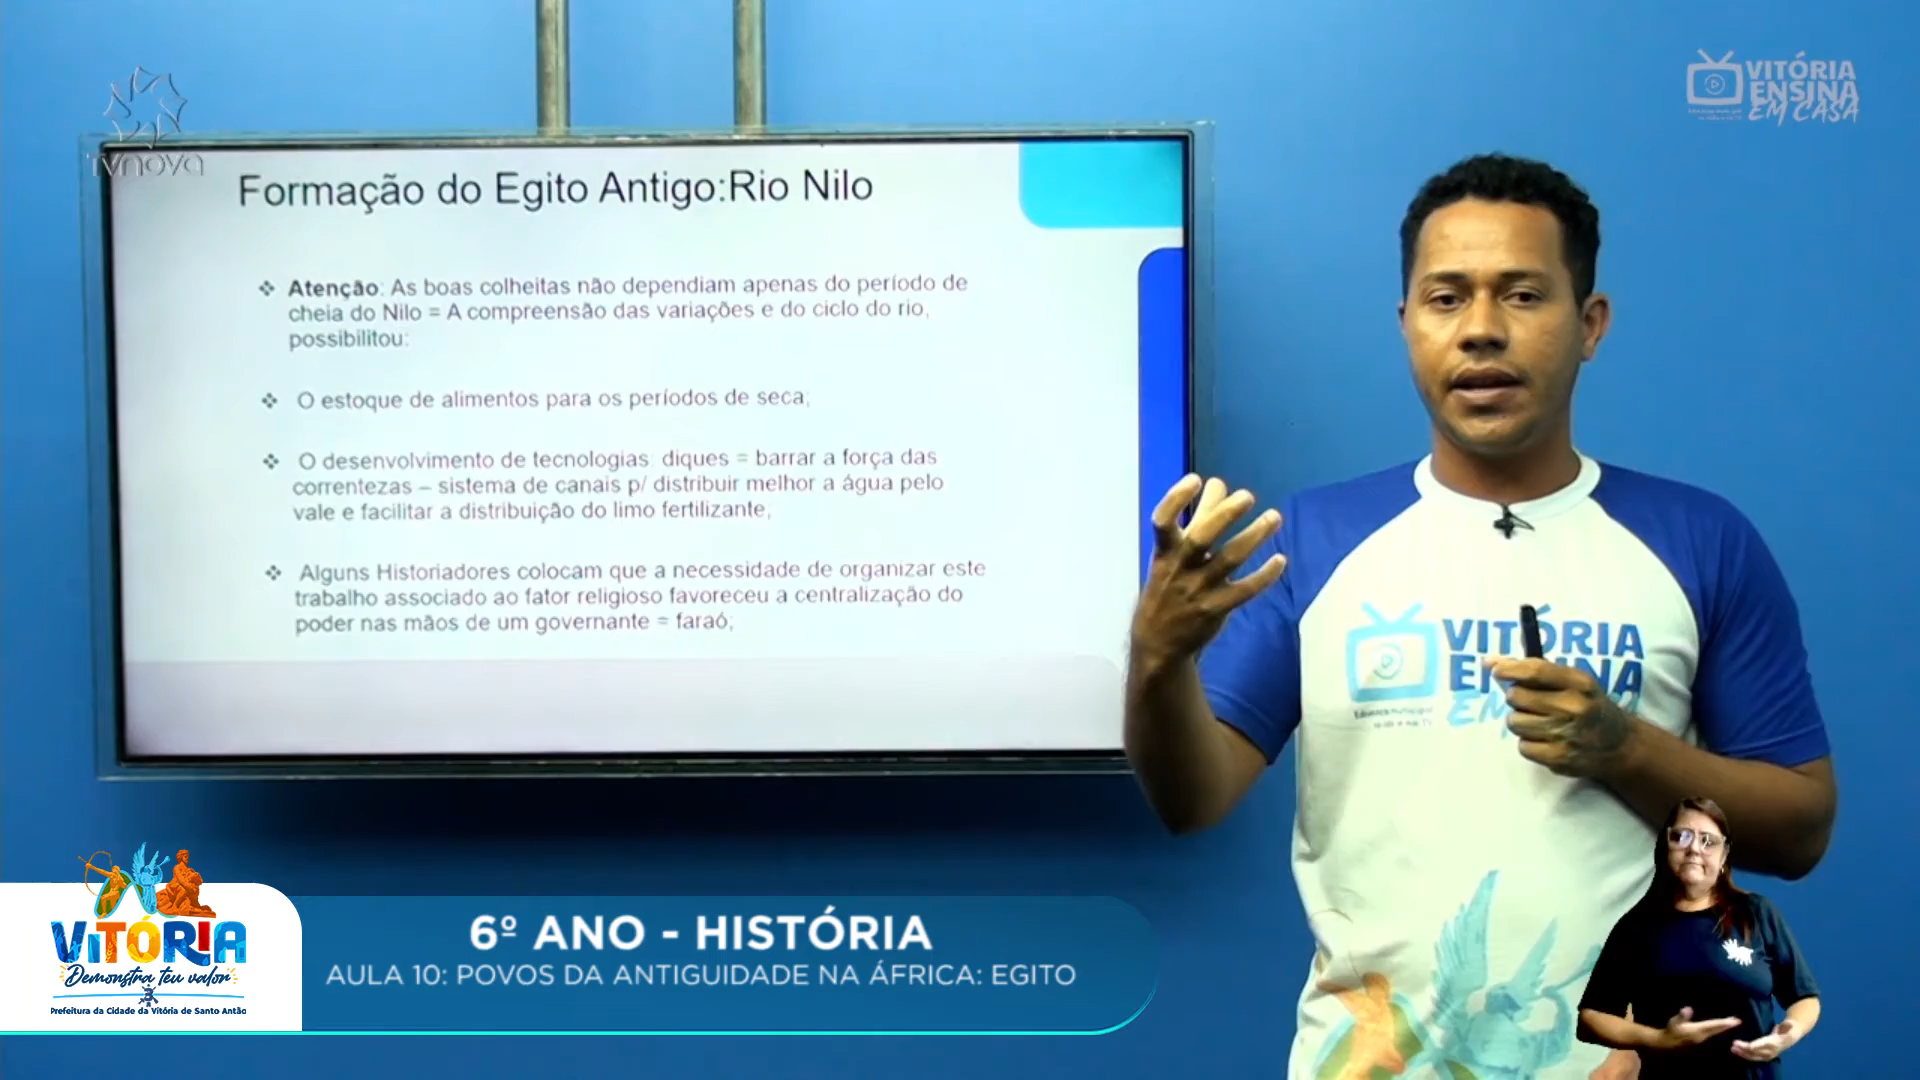 TVNOVA
VITÓRIA
ENSINA
EM CASA
Formação do Egito Antigo:Rio Nilo
❖ Atenção: As boas colheitas não dependiam apenas do período de
cheia do Nilo = A compreensão das variações e do ciclo do rio,
possibilitou:
❖ O estoque de alimentos para os períodos de seca;
❖ O desenvolvimento de tecnologias: diques = barrar a força das
correntezas – sistema de canais p/ distribuir melhor a água pelo
vale e facilitar a distribuição do limo fertilizante;
❖ Alguns Historiadores colocam que a necessidade de organizar este
trabalho associado ao fator religioso favoreceu a centralização do
poder nas mãos de um governante = faraó;
VITÓRIA
VITÓRIA
Demonstra teu valor
Prefeitura da Cidade da Vitória de Santo Antão
6º ANO - HISTÓRIA
AULA 10: POVOS DA ANTIGUIDADE NA ÁFRICA: EGITO